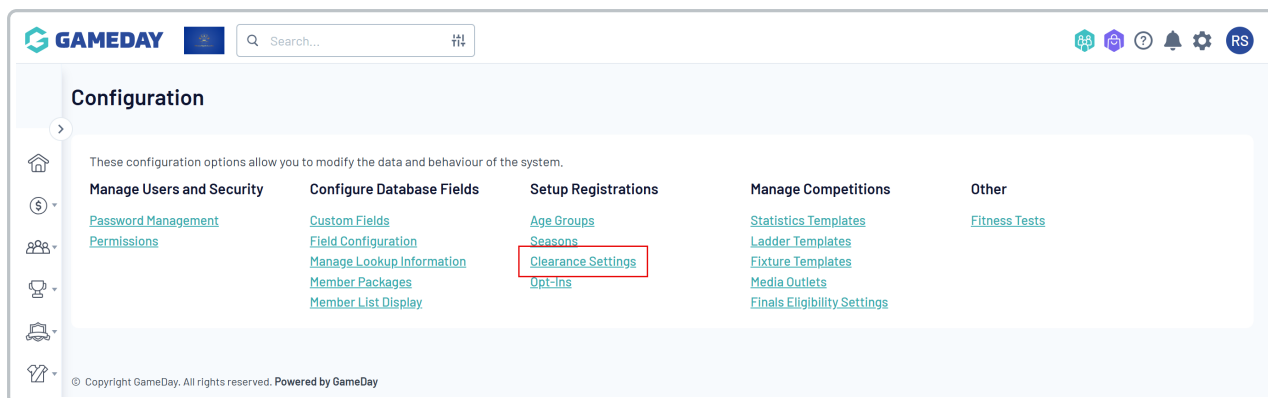 GAMEDAY
Search...
RS
Configuration
These configuration options allow you to modify the data and behaviour of the system.
Manage Users and Security
Password Management
Permissions
Configure Database Fields
Custom Fields
Field Configuration
Manage Lookup Information
Member Packages
Member List Display
Setup Registrations
Age Groups
Seasons
Clearance Settings
Opt-Ins
Manage Competitions
Statistics Templates
Ladder Templates
Fixture Templates
Media Outlets
Finals Eligibility Settings
Other
Fitness Tests
© Copyright GameDay. All rights reserved. Powered by GameDay